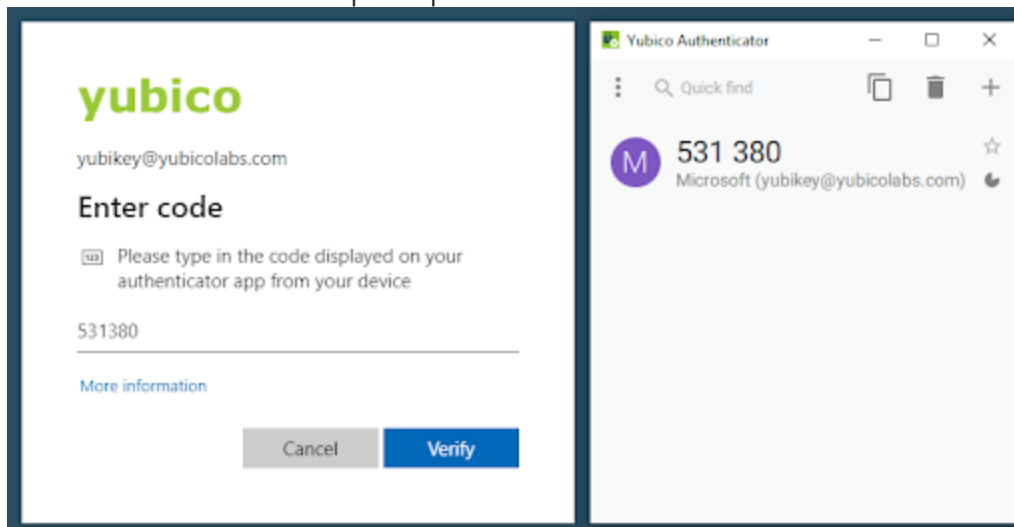 yubico
yubikey@yubicolabs.com
Enter code
123
Please type in the code displayed on your
authenticator app from your device
531380
More information
Cancel
Verify
Yubico Authenticator
Quick find
M
531 380
Microsoft (yubikey@yubicolabs.com)